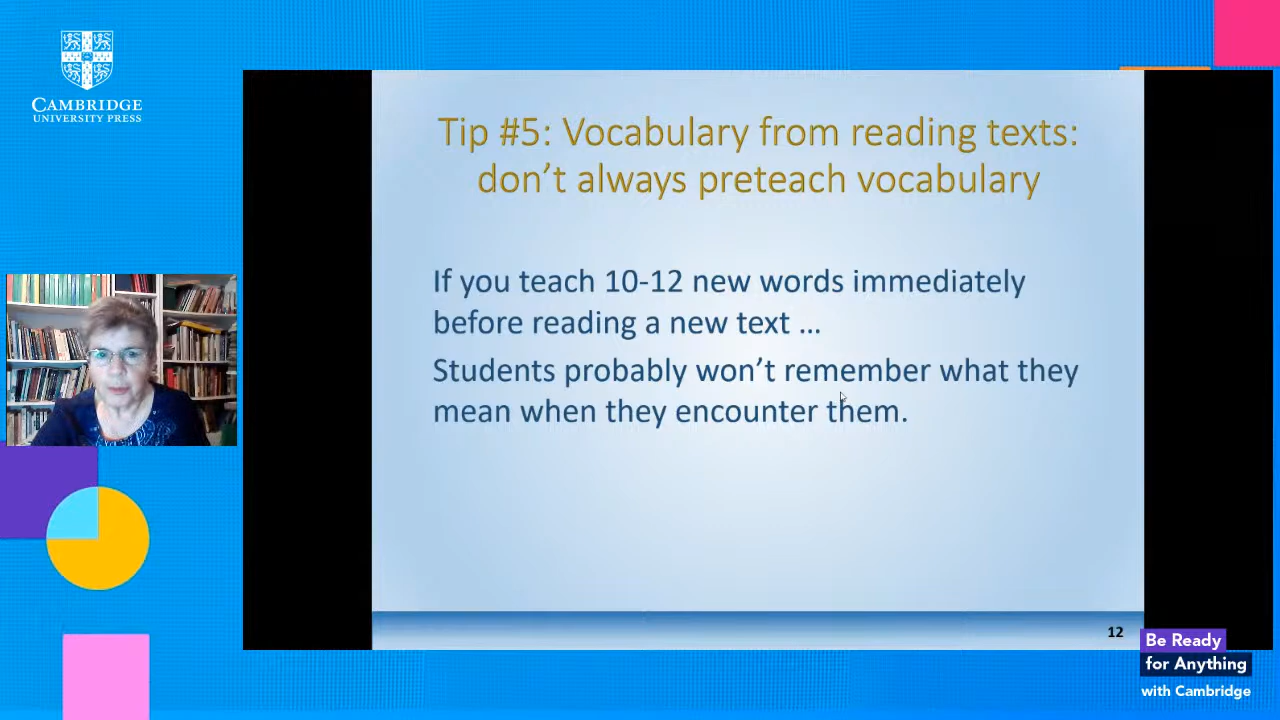 CAMBRIDGE
UNIVERSITY PRESS
Tip #5: Vocabulary from reading texts:
don’t always preteach vocabulary
If you teach 10-12 new words immediately
before reading a new text …
Students probably won’t remember what they
mean when they encounter them.
12
Be Ready
for Anything
with Cambridge